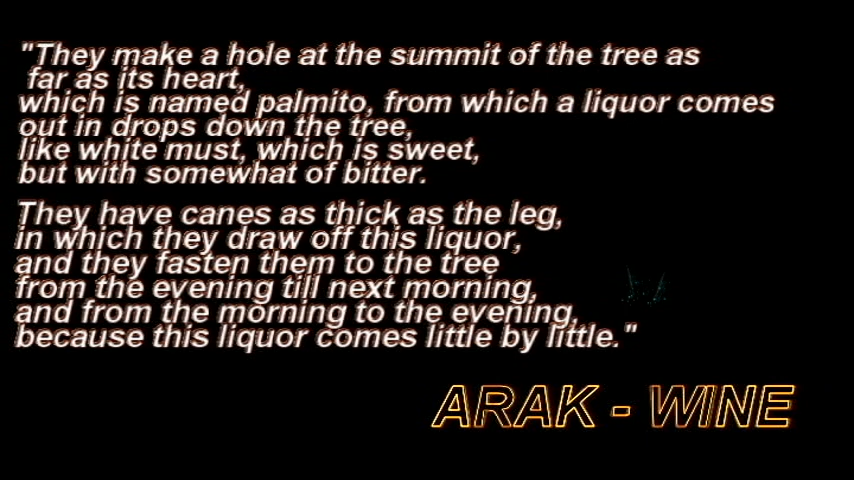 "They make a hole at the summit of the tree as
far as its heart,
which is named palmito, from which a liquor comes
out in drops down the tree,
like white must, which is sweet,
but with somewhat of bitter.
They have canes as thick as the leg,
in which they draw off this liquor,
and they fasten them to the tree
from the evening till next morning,
and from the morning to the evening,
because this liquor comes little by little."
ARAK - WINE